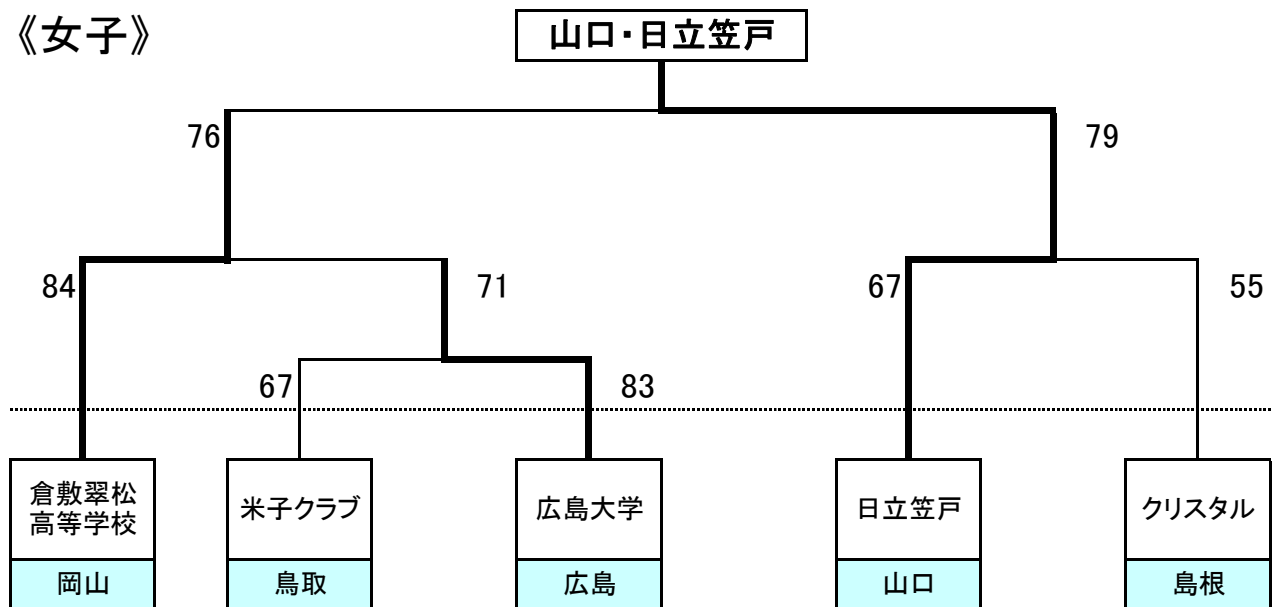 《女子》
山口・日立笠戸
76
79
84
71
67
55
67
83
倉敷翠松
高等学校
米子クラブ
広島大学
日立笠戸
クリスタル
岡山
鳥取
広島
山口
島根